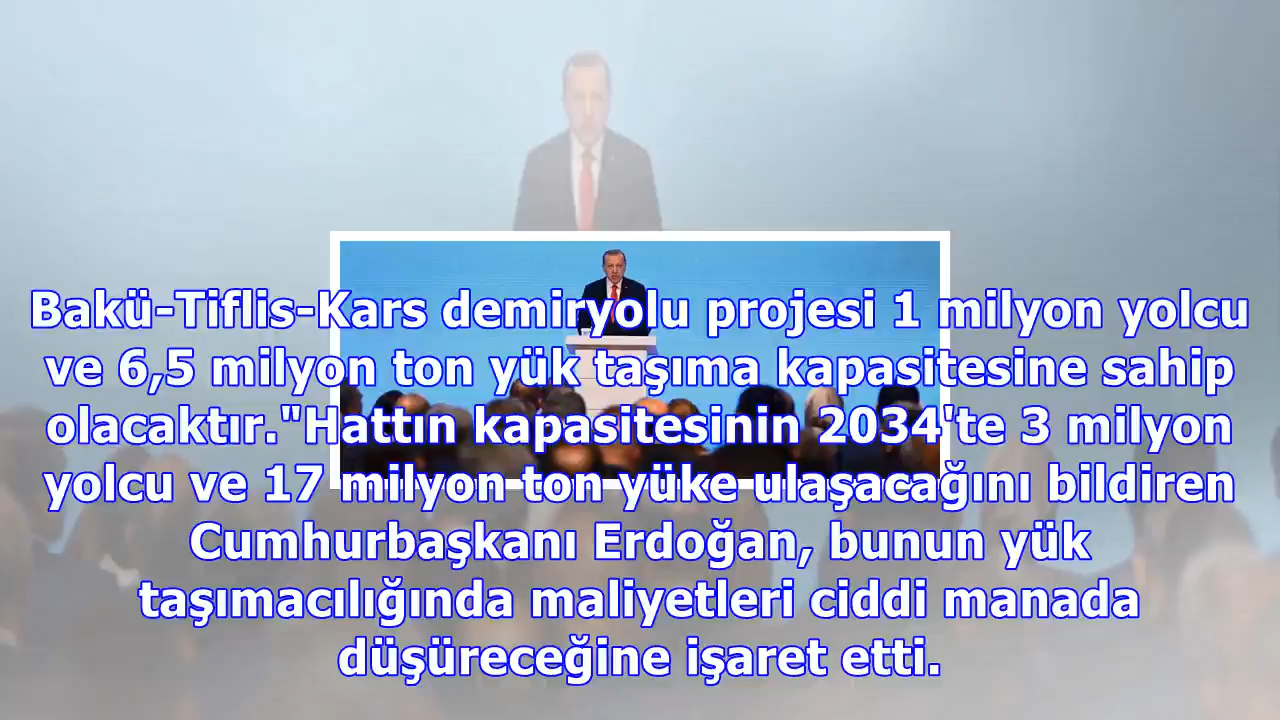 Bakü-Tiflis-Kars demiryolu projesi 1 milyon yolcu
ve 6,5 milyon ton yük taşıma kapasitesine sahip
olacaktır."Hattın kapasitesinin 2034'te 3 milyon
yolcu ve 17 milyon ton yüke ulaşacağını bildiren
Cumhurbaşkanı Erdoğan, bunun yük
taşımacılığında maliyetleri ciddi manada
düşüreceğine işaret etti.